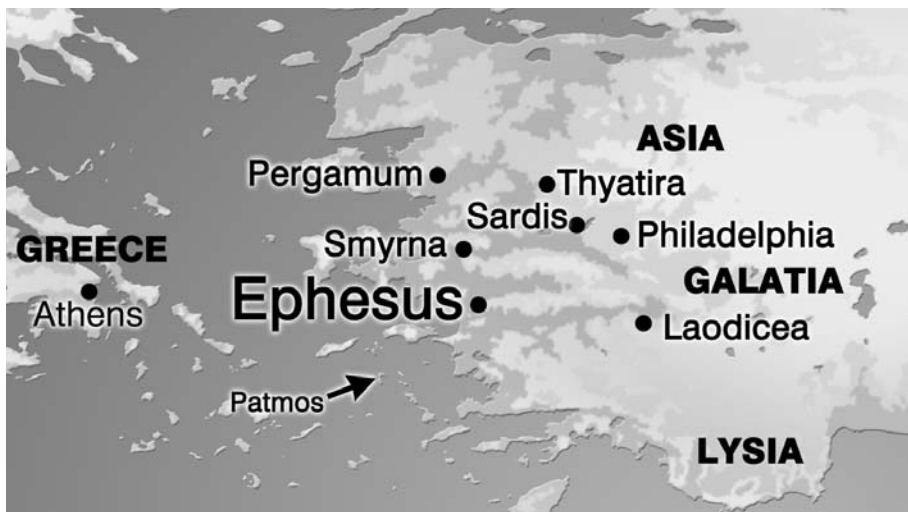 ASIA
Pergamum
Thyatira
Sardis
Philadelphia
GREECE
Smyrna
GALATIA
Ephesus
Athens
Laodicea
Patmos
LYSIA